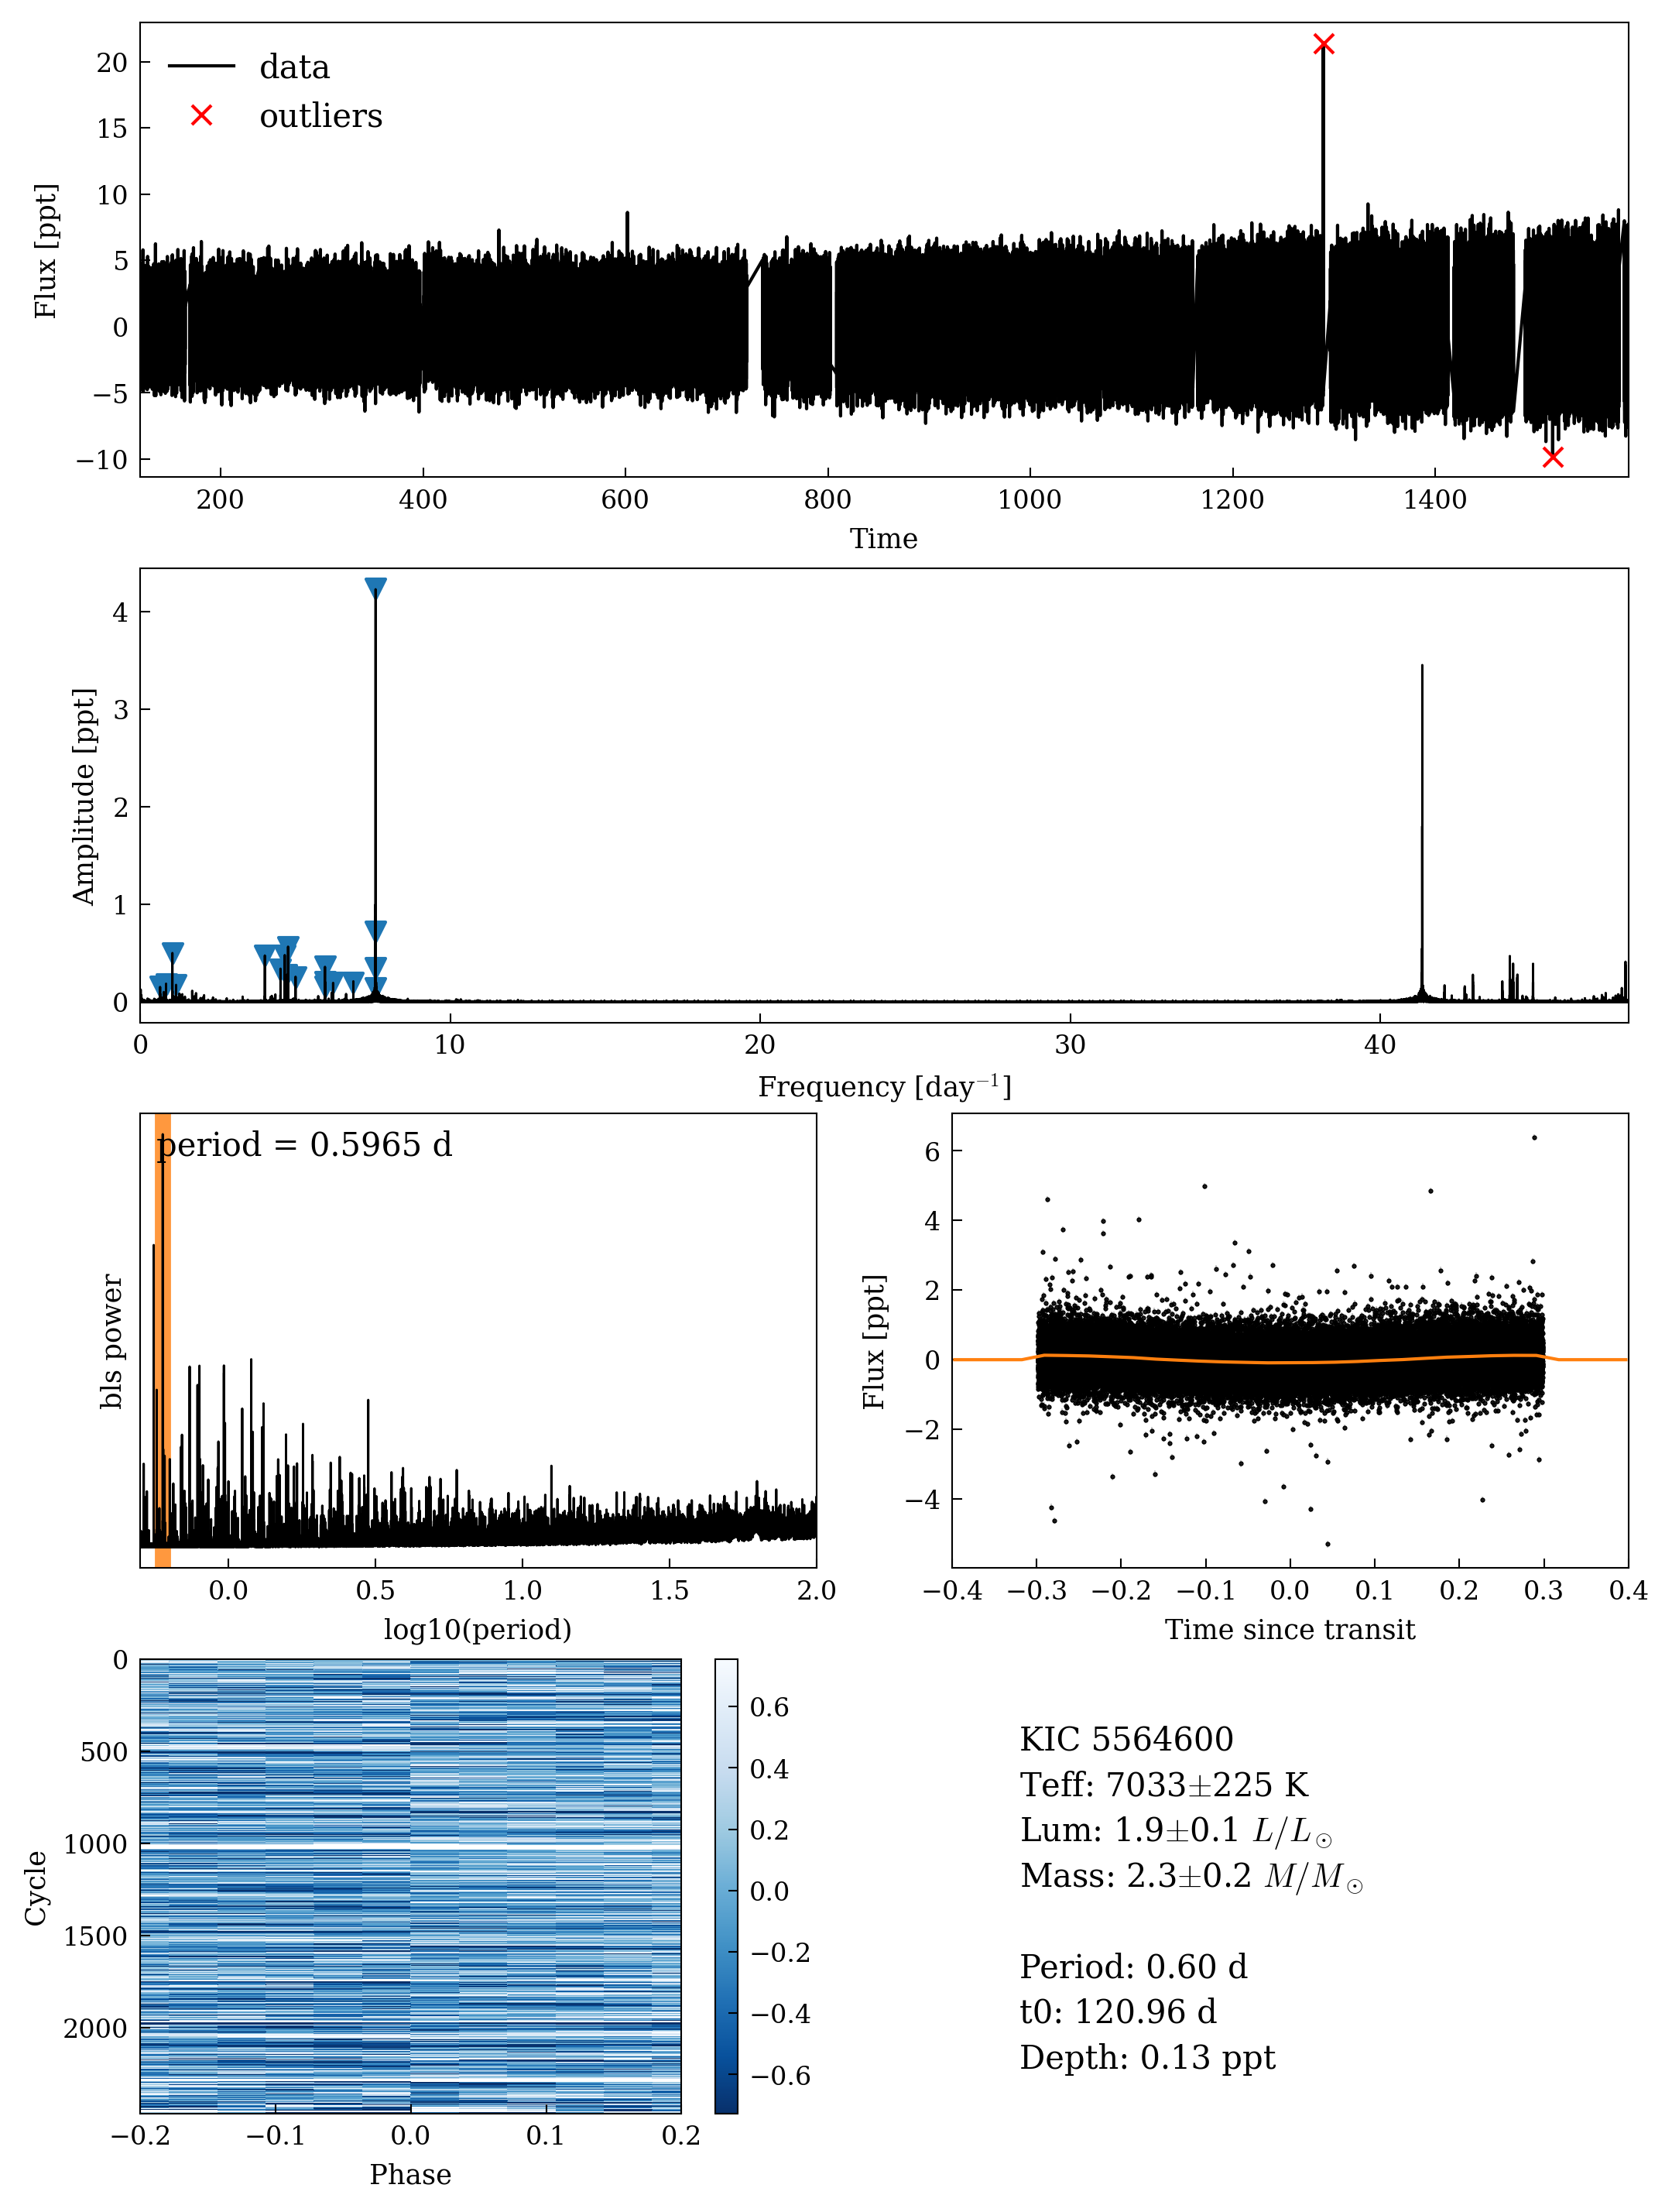 data
outliers
Flux [ppt]
20
15
10
5
0
−5
−10
200 400 600 800 1000 1200 1400
Time
Amplitude [ppt]
4
3
2
1
0
0 10 20 30 40
Frequency [day⁻¹]
period = 0.5965 d
bls power
0.0 0.5 1.0 1.5 2.0
log10(period)
Flux [ppt]
6
4
2
0
−2
−4
−0.4 −0.3 −0.2 −0.1 0.0 0.1 0.2 0.3 0.4
Time since transit
Cycle
0
500
1000
1500
2000
−0.2 −0.1 0.0 0.1 0.2
Phase
0.6
0.4
0.2
0.0
−0.2
−0.4
−0.6
KIC 5564600
Teff: 7033±225 K
Lum: 1.9±0.1 L/L⊙
Mass: 2.3±0.2 M/M⊙
Period: 0.60 d
t0: 120.96 d
Depth: 0.13 ppt